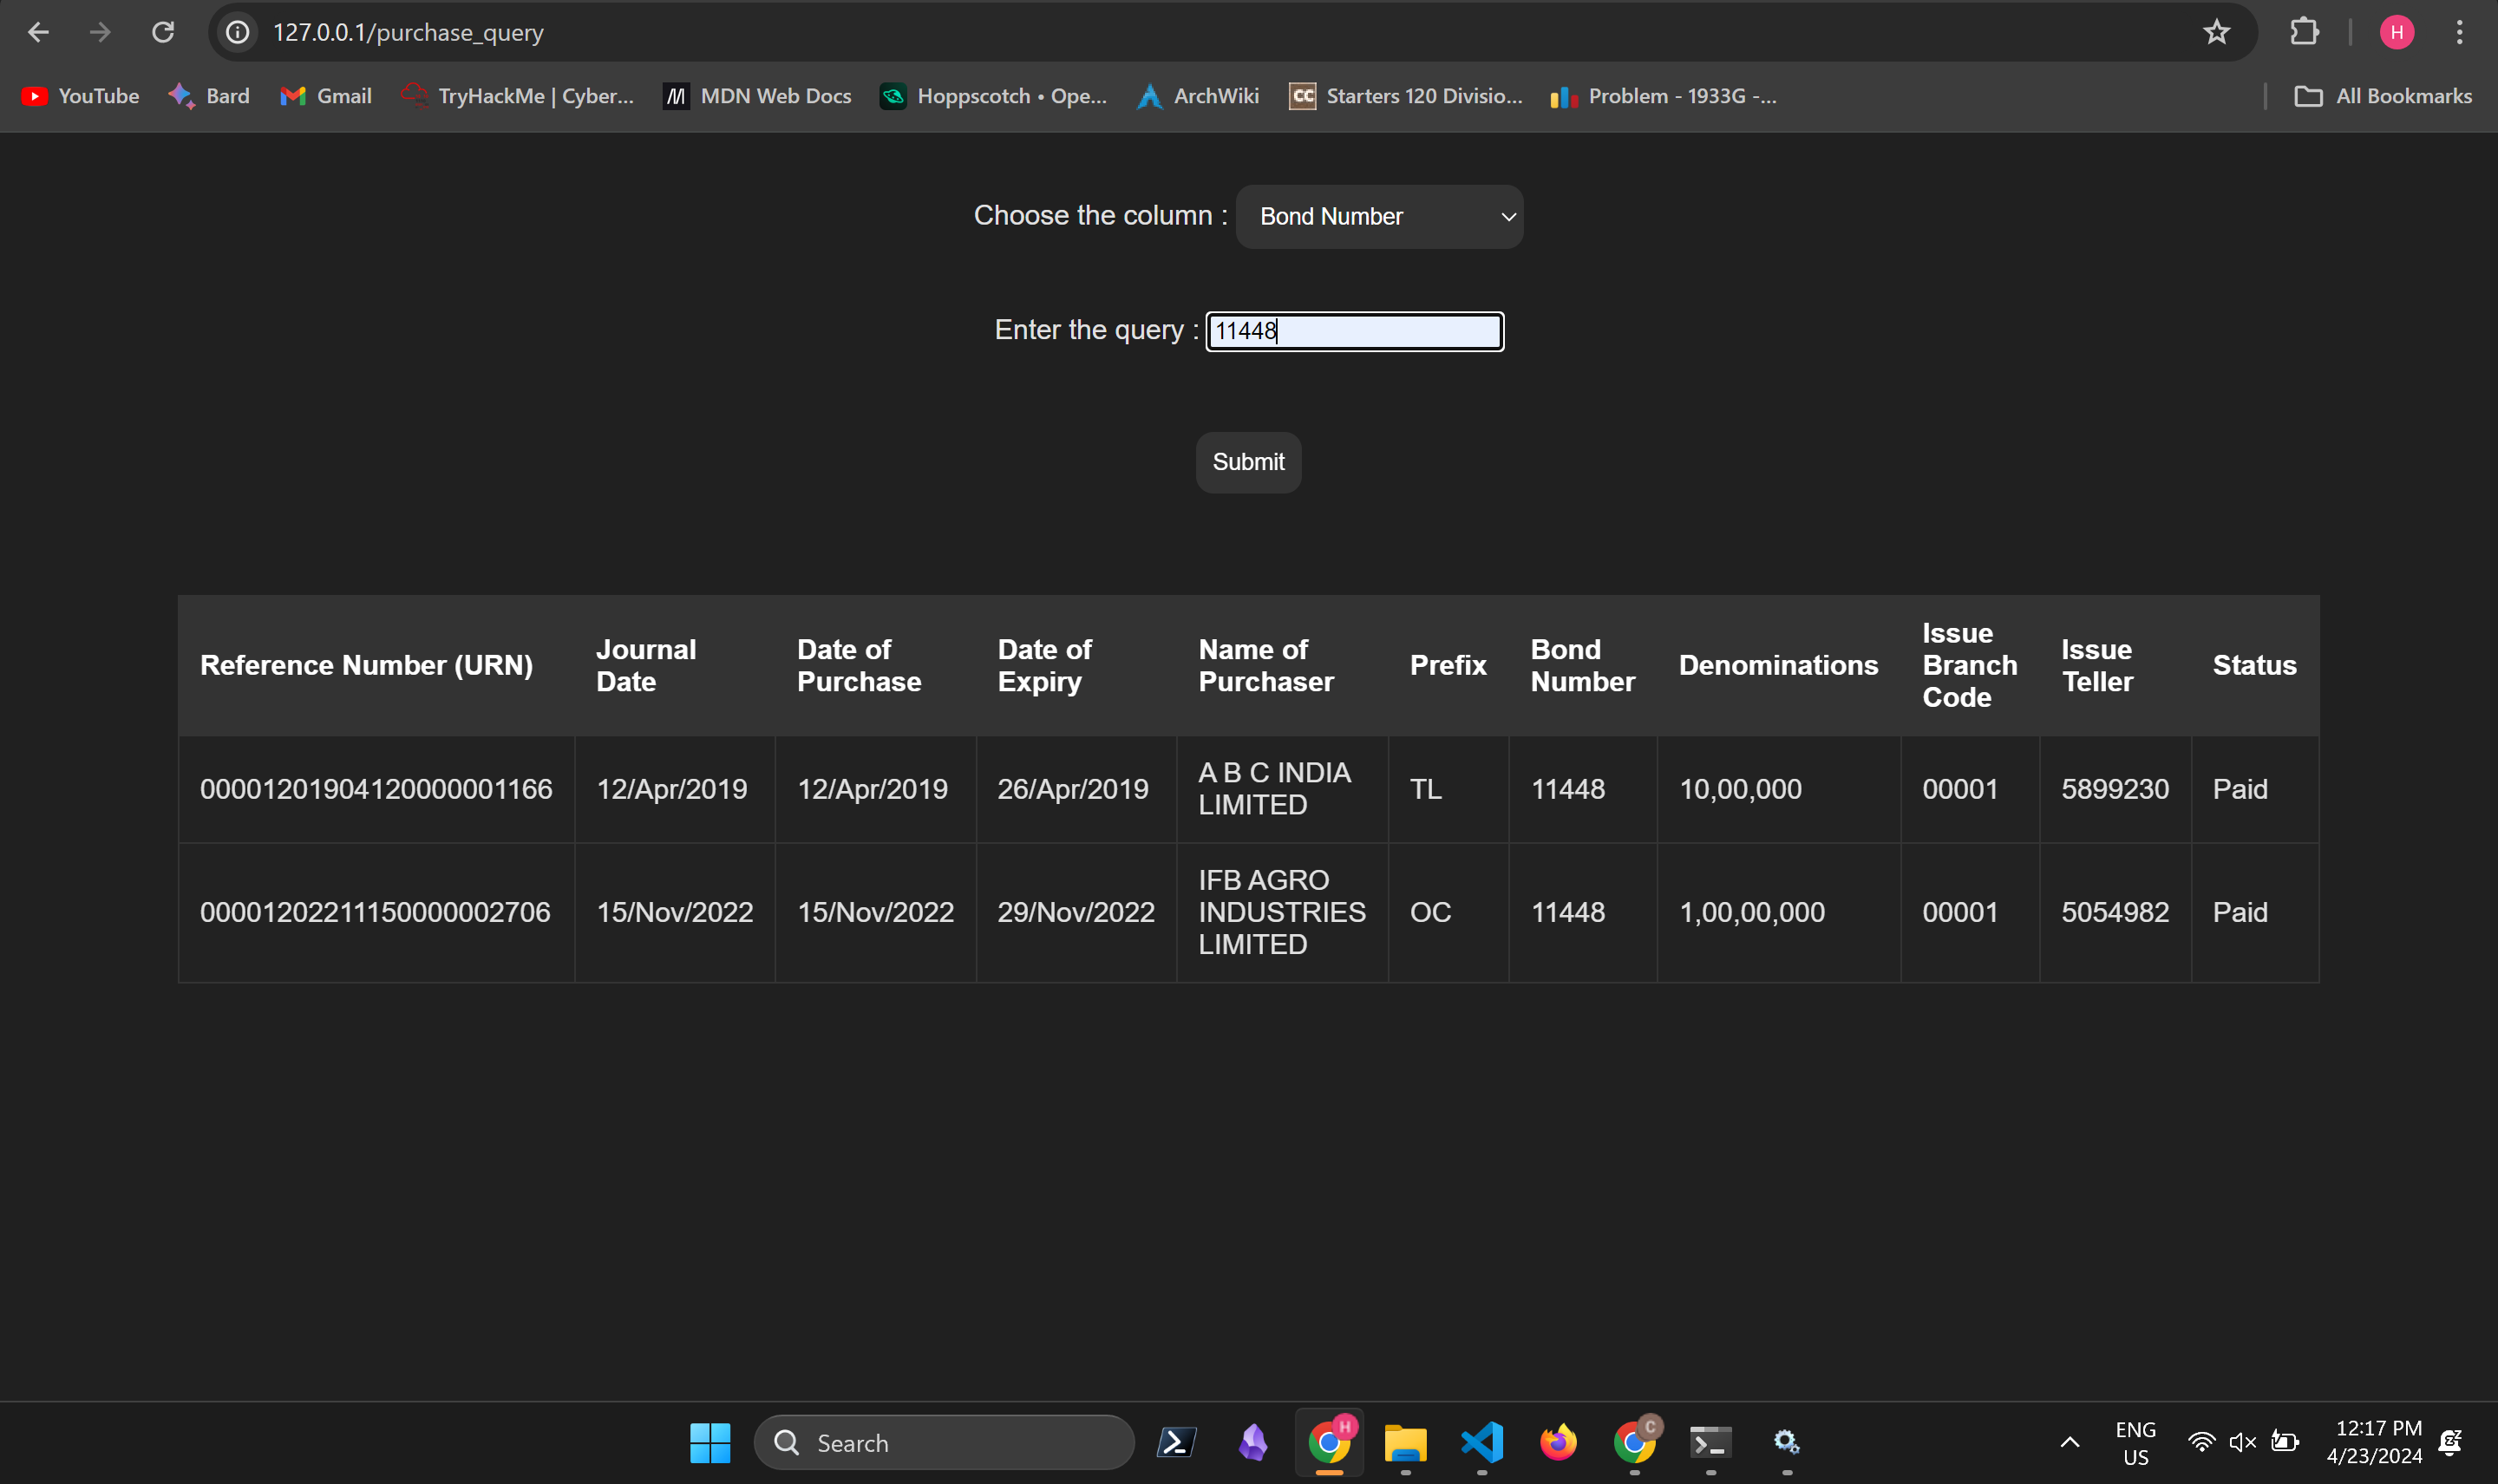 127.0.0.1/purchase_query
H
YouTube
Bard
Gmail
TryHackMe | Cyber...
MDN Web Docs
Hoppscotch • Ope...
ArchWiki
CC
Starters 120 Divisio...
Problem - 1933G -...
All Bookmarks
Choose the column : Bond Number
Enter the query : 11448
Submit
Reference Number (URN)
Journal
Date
Date of
Purchase
Date of
Expiry
Name of
Purchaser
Prefix
Bond
Number
Denominations
Issue
Branch
Code
Issue
Teller
Status
00001201904120000001166
12/Apr/2019
12/Apr/2019
26/Apr/2019
A B C INDIA
LIMITED
TL
11448
10,00,000
00001
5899230
Paid
00001202211150000002706
15/Nov/2022
15/Nov/2022
29/Nov/2022
IFB AGRO
INDUSTRIES
LIMITED
OC
11448
1,00,00,000
00001
5054982
Paid
Search
H
C
ENG
US
12:17 PM
4/23/2024